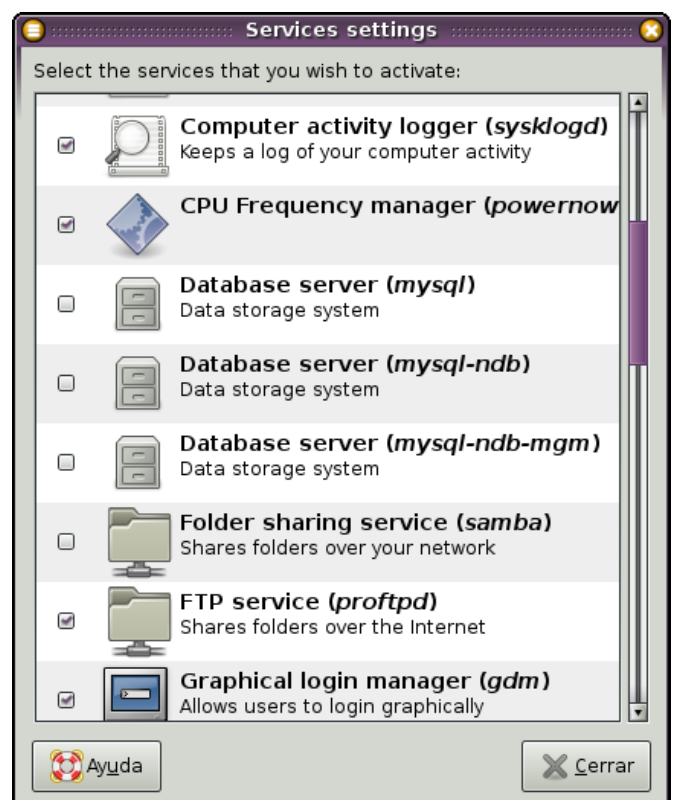 Services settings
Select the services that you wish to activate:
Computer activity logger (sysklogd)
Keeps a log of your computer activity
CPU Frequency manager (powernow
Database server (mysql)
Data storage system
Database server (mysql-ndb)
Data storage system
Database server (mysql-ndb-mgm)
Data storage system
Folder sharing service (samba)
Shares folders over your network
FTP service (proftpd)
Shares folders over the Internet
Graphical login manager (gdm)
Allows users to login graphically
Ayuda
Cerrar